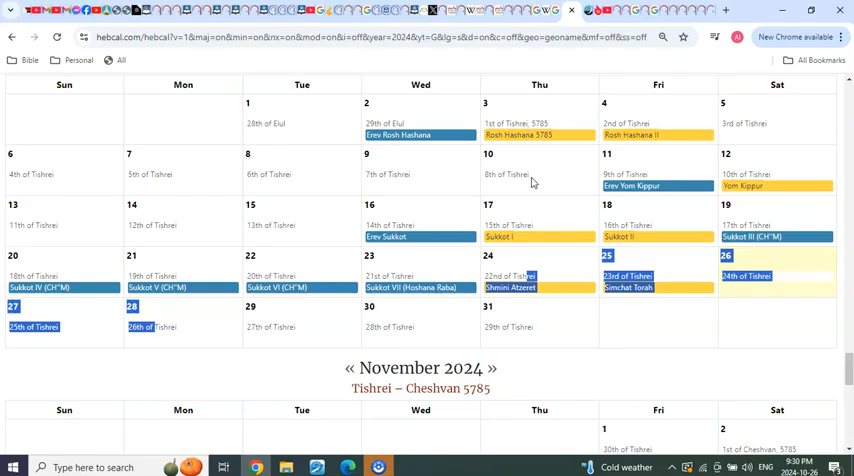 hebcal.com/hebcal?v=1&maj=on&min=on&nx=on&mod=on&i=off&year=2024&yt=G&lg=s&d=on&c=off&geo=geoname&mf=off&ss=off
New Chrome available
Bible
Personal
All
All Bookmarks
Sun Mon Tue Wed Thu Fri Sat
1 2 3 4 5
28th of Elul 29th of Elul 1st of Tishrei, 5785 2nd of Tishrei 3rd of Tishrei
Erev Rosh Hashana Rosh Hashana 5785 Rosh Hashana II
6 7 8 9 10 11 12
4th of Tishrei 5th of Tishrei 6th of Tishrei 7th of Tishrei 8th of Tishrei 9th of Tishrei 10th of Tishrei
Erev Yom Kippur Yom Kippur
13 14 15 16 17 18 19
11th of Tishrei 12th of Tishrei 13th of Tishrei 14th of Tishrei 15th of Tishrei 16th of Tishrei 17th of Tishrei
Erev Sukkot Sukkot I Sukkot II Sukkot III (CH''M)
20 21 22 23 24 25 26
18th of Tishrei 19th of Tishrei 20th of Tishrei 21st of Tishrei 22nd of Tishrei 23rd of Tishrei 24th of Tishrei
Sukkot IV (CH''M) Sukkot V (CH''M) Sukkot VI (CH''M) Sukkot VII (Hoshana Raba) Shmini Atzeret Simchat Torah
27 28 29 30 31
25th of Tishrei 26th of Tishrei 27th of Tishrei 28th of Tishrei 29th of Tishrei
« November 2024 »
Tishrei – Cheshvan 5785
Sun Mon Tue Wed Thu Fri Sat
1 2
30th of Tishrei 1st of Cheshvan, 5785
Type here to search
Cold weather
ENG
9:30 PM
2024-10-26